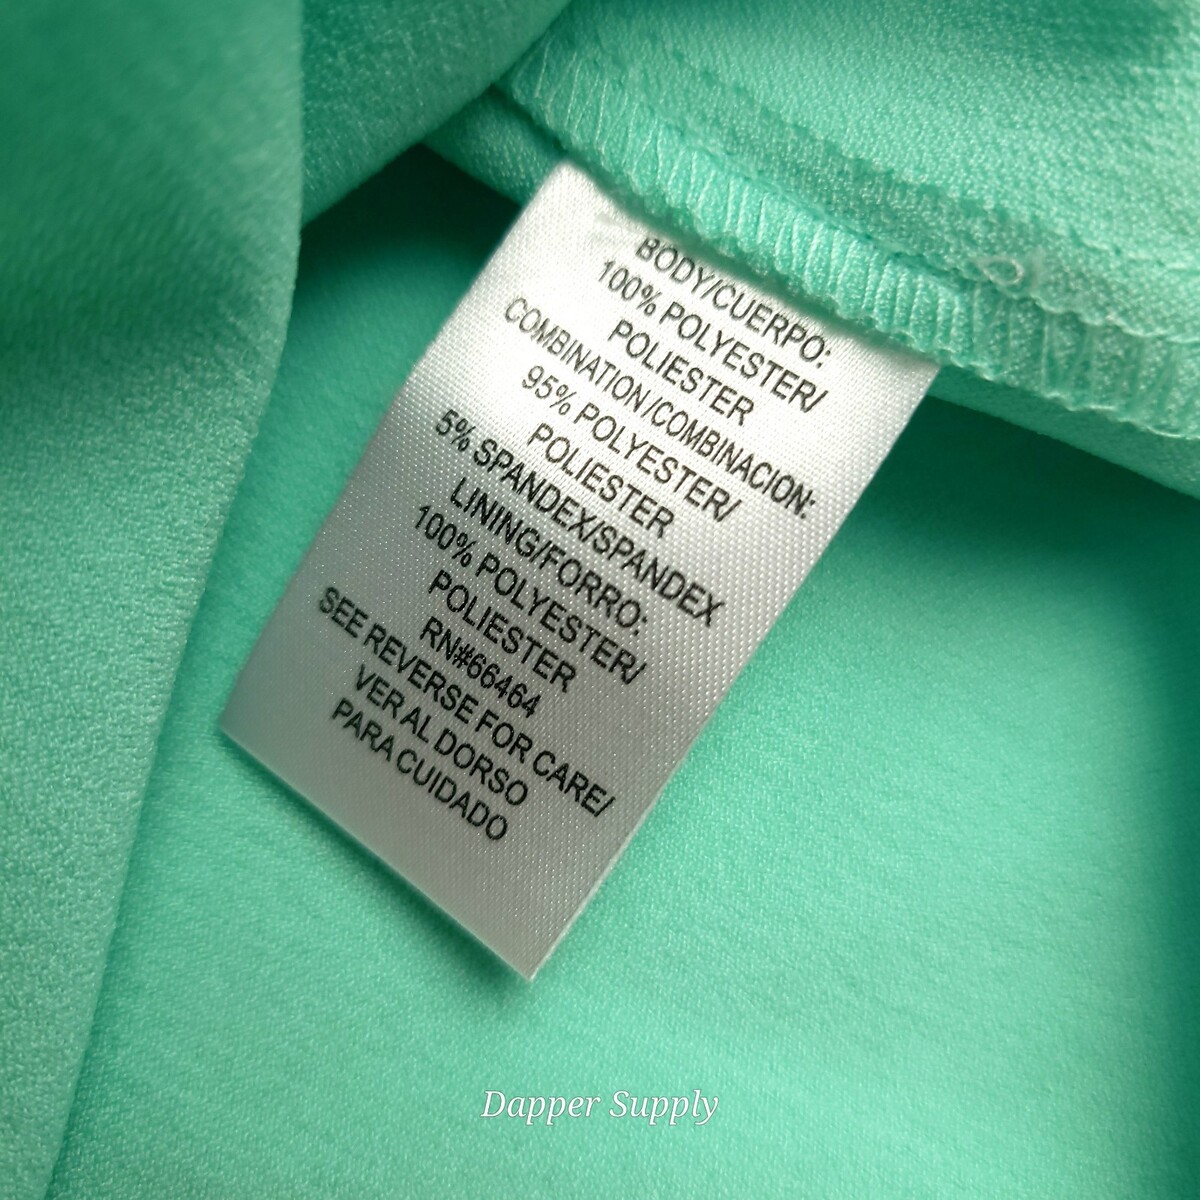 BODY/CUERPO:
100% POLYESTER/
POLIESTER
COMBINATION/COMBINACION:
95% POLYESTER/
POLIESTER
5% SPANDEX/SPANDEX
LINING/FORRO:
100% POLYESTER/
POLIESTER
RN#66464
SEE REVERSE FOR CARE/
VER AL DORSO
PARA CUIDADO
Dapper Supply